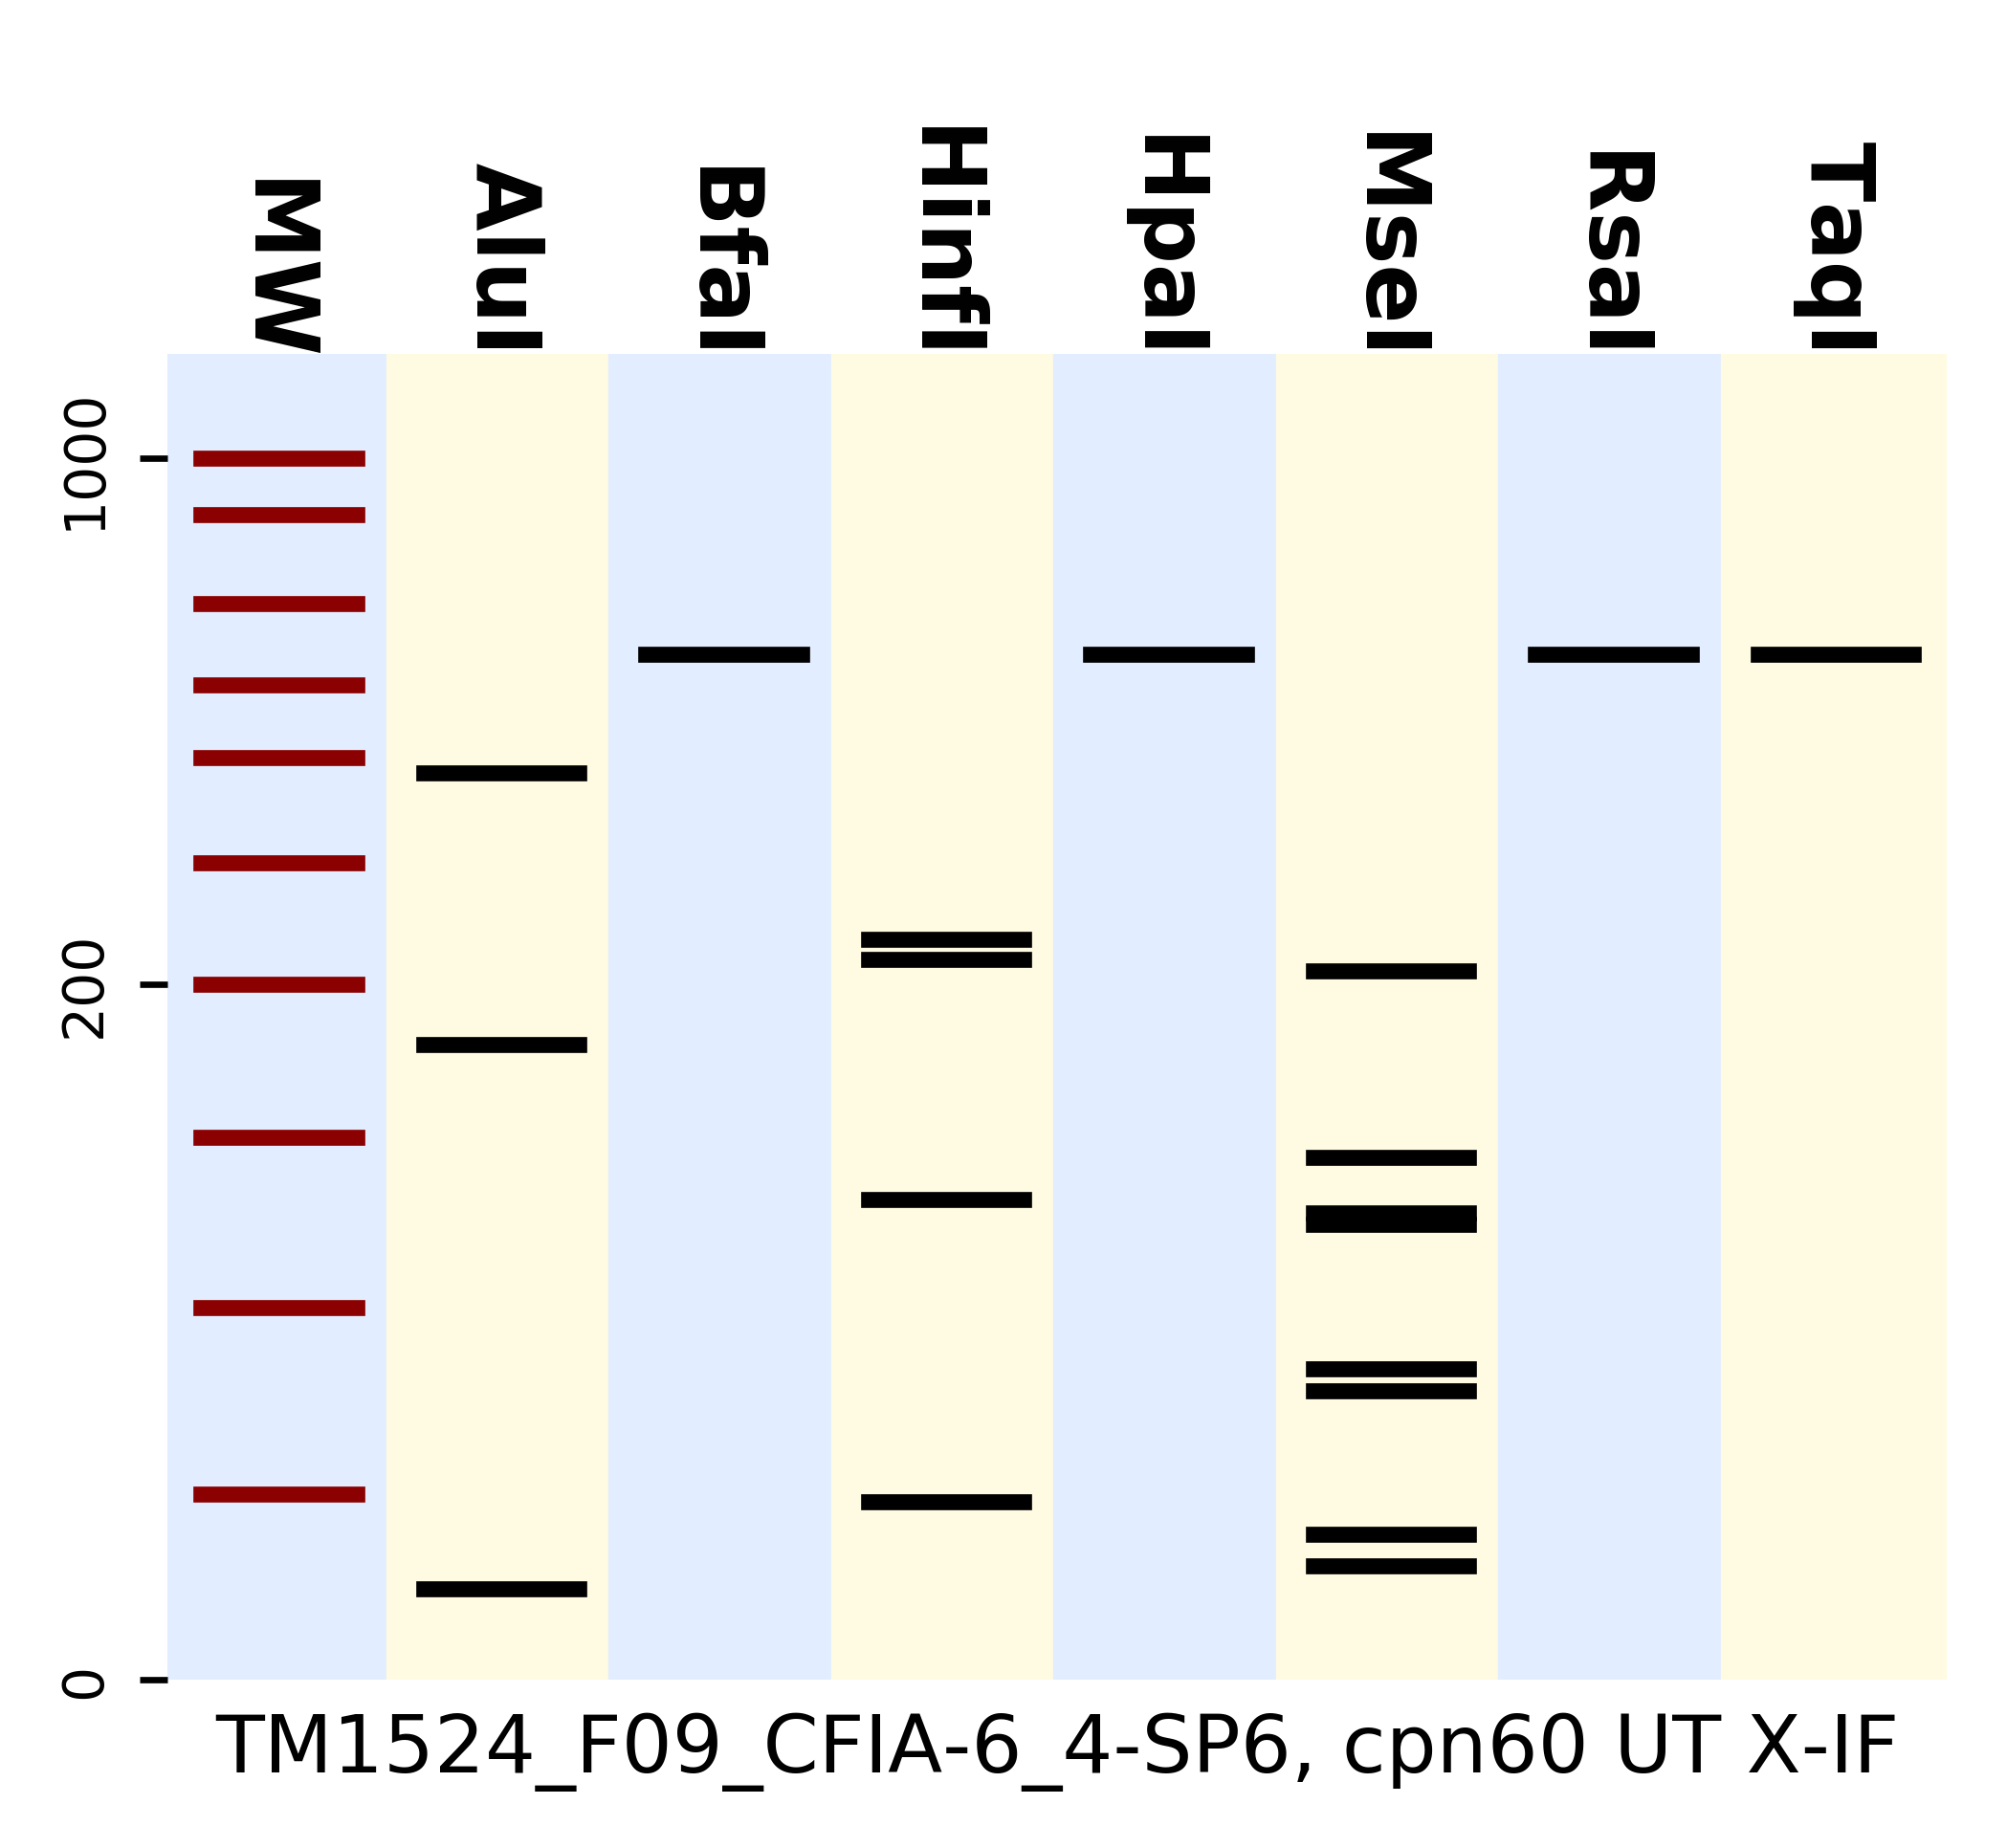 MW
AluI
BfaI
HinfI
HpaI
MseI
RsaI
TaqI
1000
200
0
TM1524_F09_CFIA-6_4-SP6, cpn60 UT X-IF